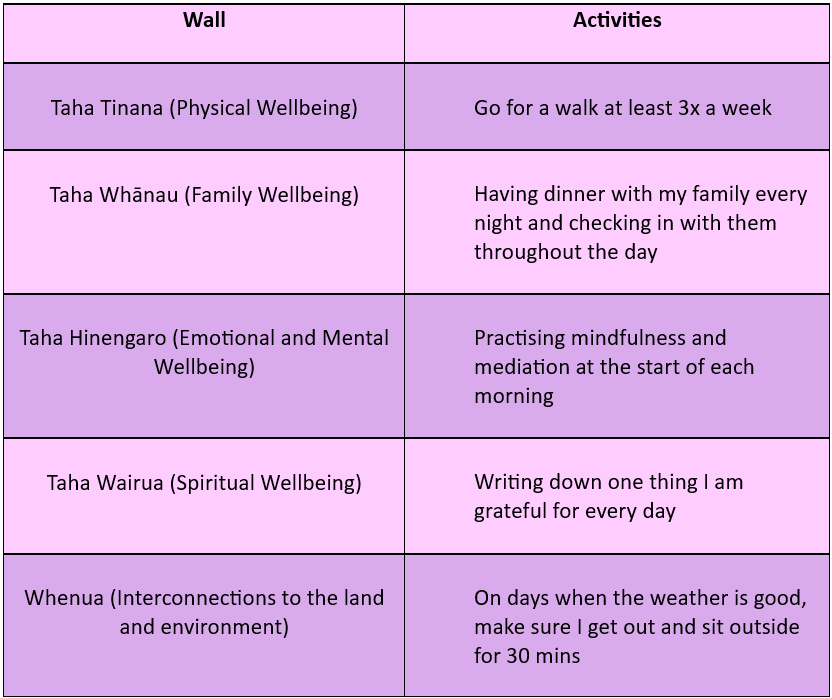 Wall
Activities
Taha Tinana (Physical Wellbeing)
Go for a walk at least 3x a week
Taha Whānau (Family Wellbeing)
Having dinner with my family every
night and checking in with them
throughout the day
Taha Hinengaro (Emotional and Mental
Wellbeing)
Practising mindfulness and
mediation at the start of each
morning
Taha Wairua (Spiritual Wellbeing)
Writing down one thing I am
grateful for every day
Whenua (Interconnections to the land
and environment)
On days when the weather is good,
make sure I get out and sit outside
for 30 mins